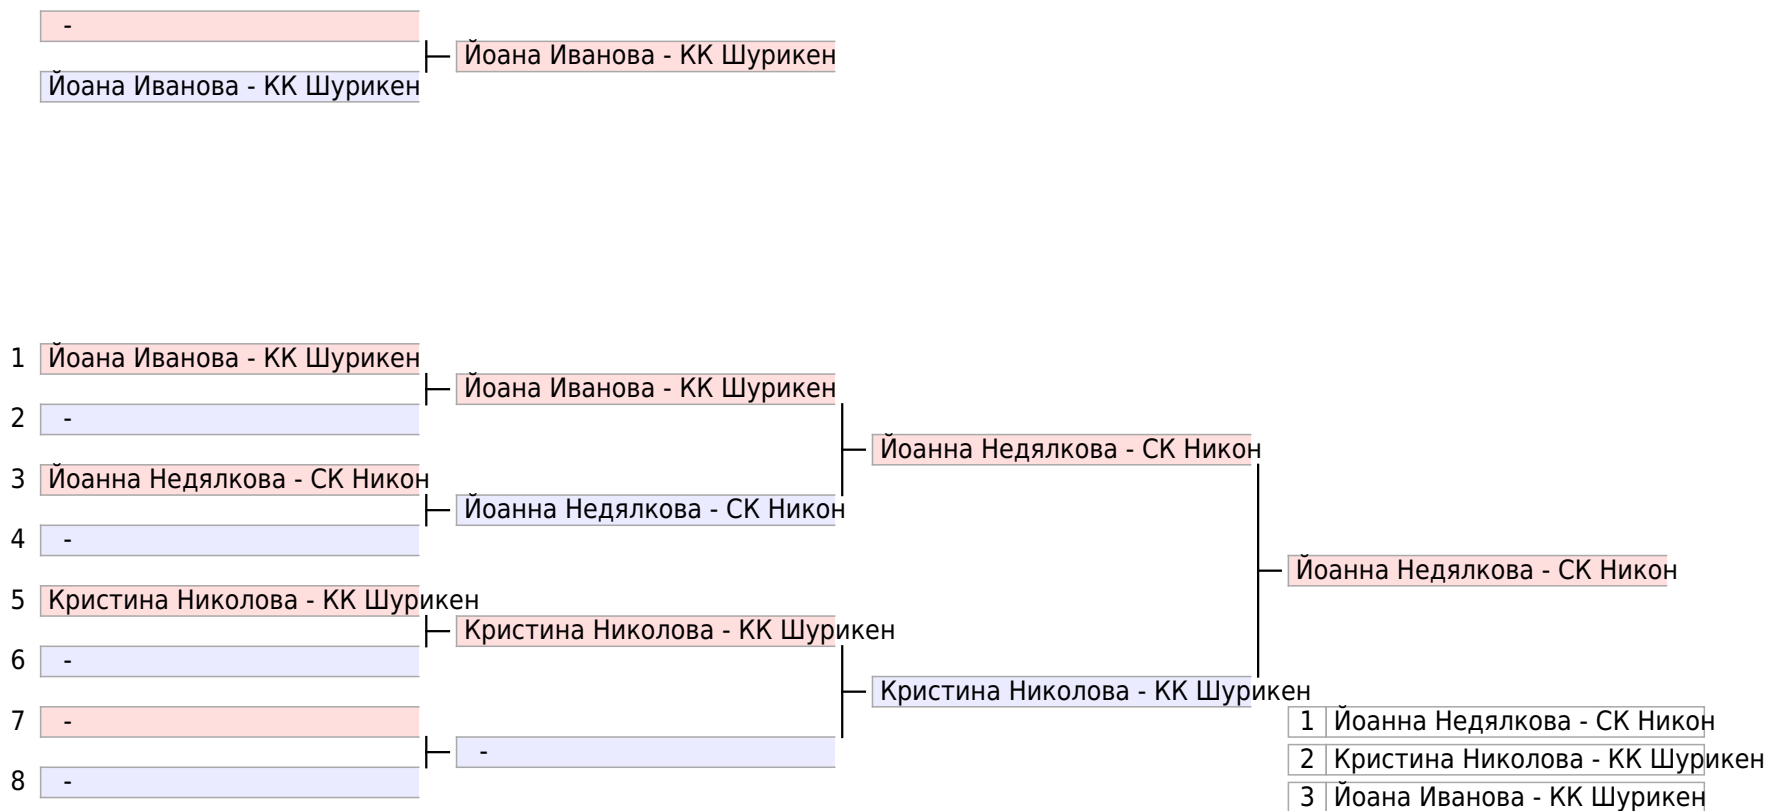 -
Йоана Иванова - КК Шурикен
Йоана Иванова - КК Шурикен
1 Йоана Иванова - КК Шурикен
Йоана Иванова - КК Шурикен
2 -
Йоанна Недялкова - СК Никон
3 Йоанна Недялкова - СК Никон
Йоанна Недялкова - СК Никон
4 -
Йоанна Недялкова - СК Никон
5 Кристина Николова - КК Шурикен
Кристина Николова - КК Шурикен
6 -
Кристина Николова - КК Шурикен
7 -
1 Йоанна Недялкова - СК Никон
-
2 Кристина Николова - КК Шурикен
8 -
3 Йоана Иванова - КК Шурикен